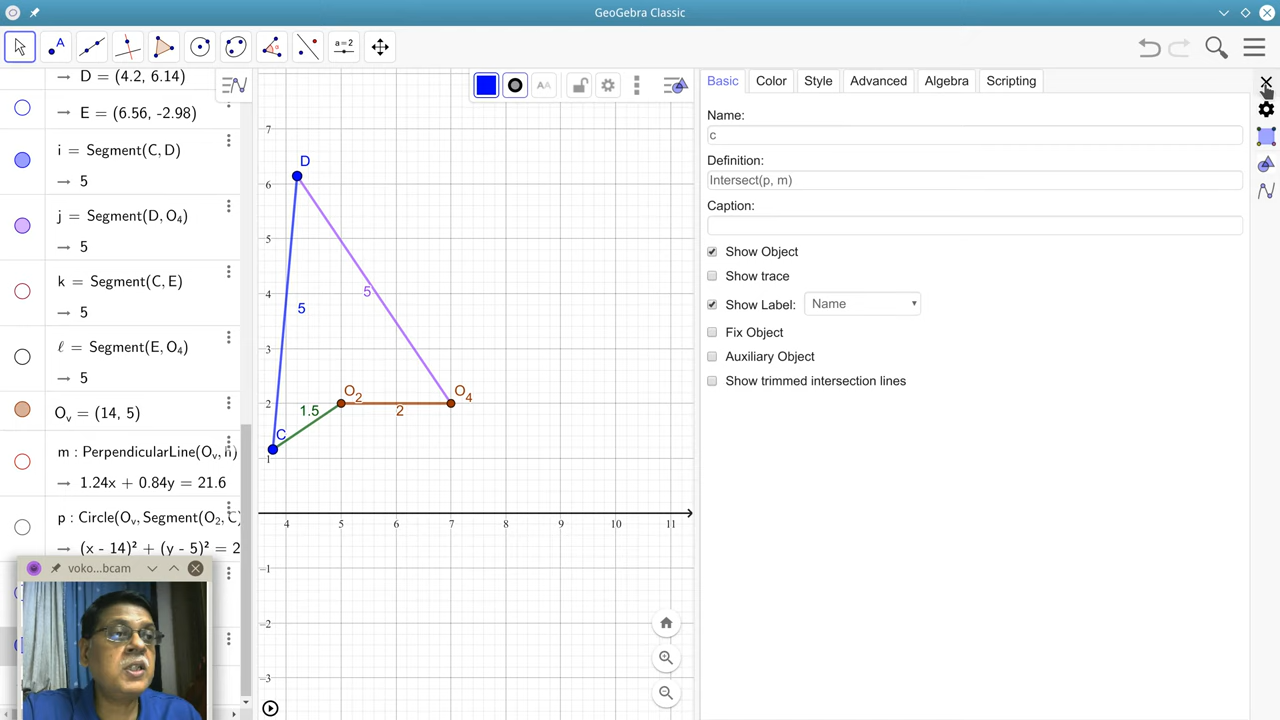 GeoGebra Classic
A
a=2
D = (4.2, 6.14)
E = (6.56, -2.98)
i = Segment(C, D)
→ 5
j = Segment(D, O₄)
→ 5
k = Segment(C, E)
→ 5
ℓ = Segment(E, O₄)
→ 5
Oᵥ = (14, 5)
m : PerpendicularLine(Oᵥ, h)
→ 1.24x + 0.84y = 21.6
p : Circle(Oᵥ, Segment(O₂, C)
→ (x - 14)² + (y - 5)² = 2
voko...bcam
AA
7
6
5
4
3
2
1
−1
−2
−3
4 5 6 7 8 9 10 11
D
5
5
O₂
O₄
1.5
2
C
Basic Color Style Advanced Algebra Scripting
Name:
c
Definition:
Intersect(p, m)
Caption:
Show Object
Show trace
Show Label: Name
Fix Object
Auxiliary Object
Show trimmed intersection lines